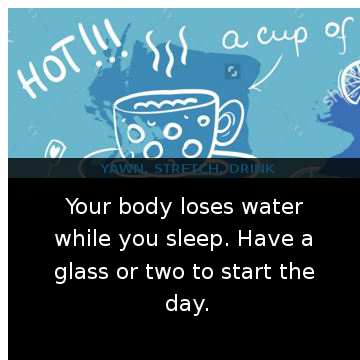 HOT!!!
a cup of
YAWN, STRETCH, DRINK
Your body loses water
while you sleep. Have a
glass or two to start the
day.